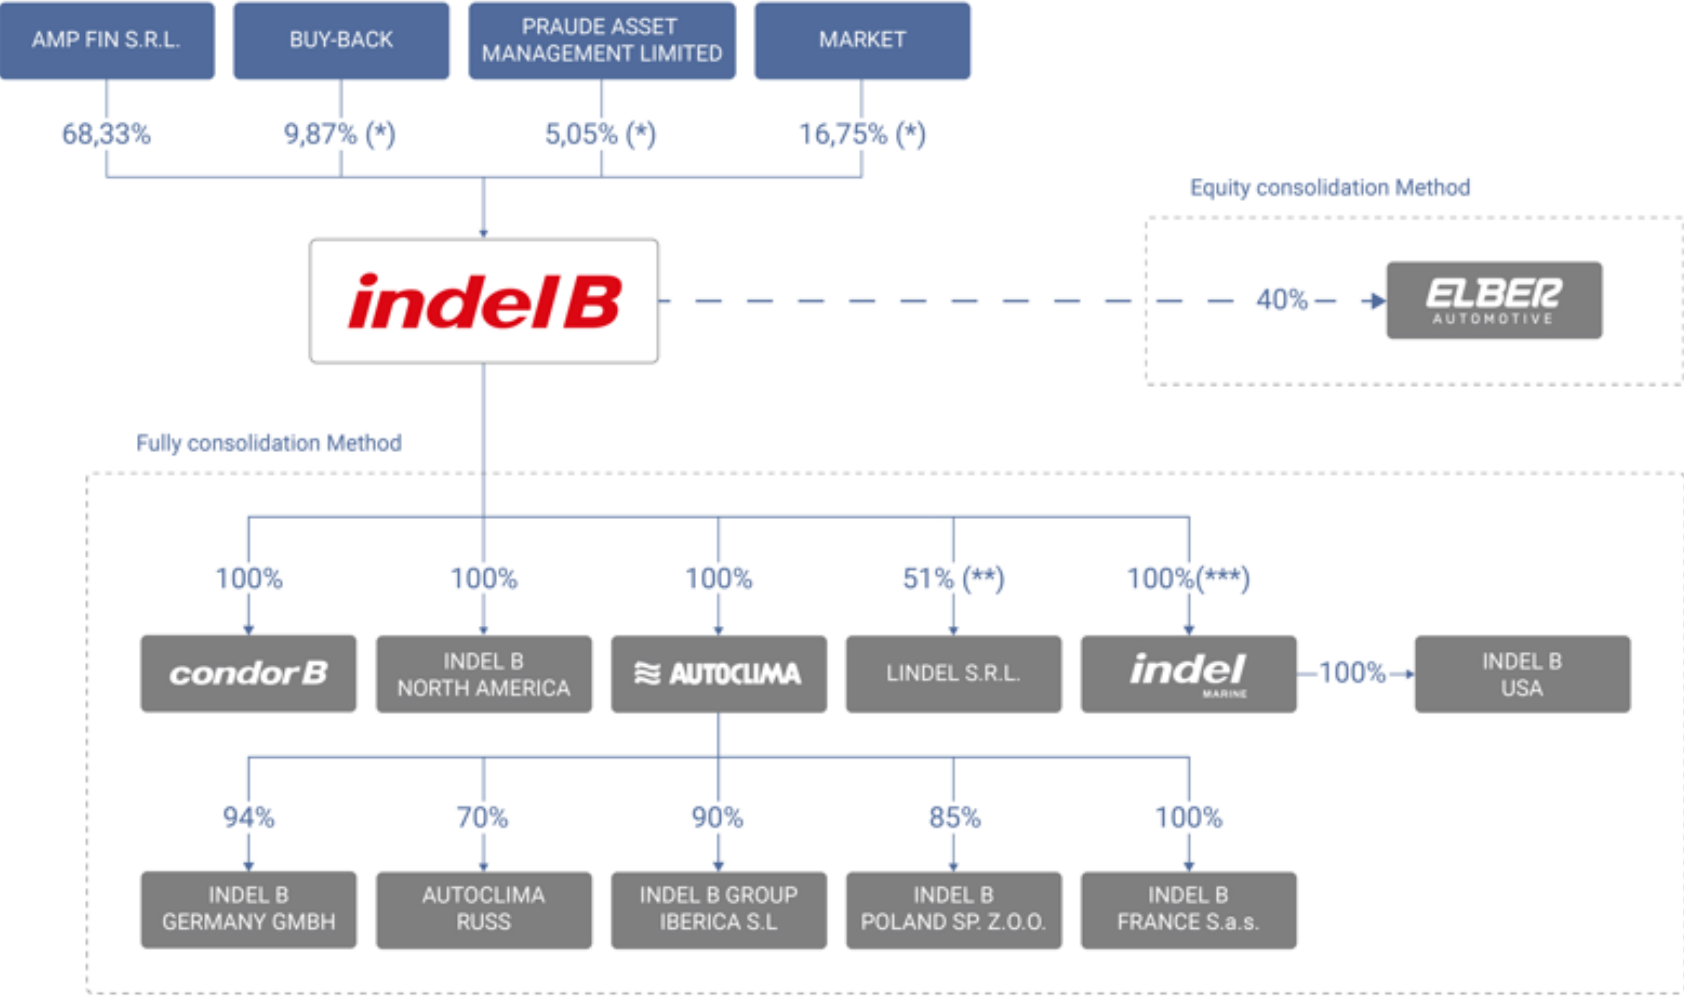 AMP FIN S.R.L.
BUY-BACK
PRAUDE ASSET
MANAGEMENT LIMITED
MARKET
68,33%
9,87% (*)
5,05% (*)
16,75% (*)
Equity consolidation Method
indel B
40%
ELBER
AUTOMOTIVE
Fully consolidation Method
100%
100%
100%
51% (**)
100%(***)
condor B
INDEL B
NORTH AMERICA
AUTOCLIMA
LINDEL S.R.L.
indel
MARINE
100%
INDEL B
USA
94%
70%
90%
85%
100%
INDEL B
GERMANY GMBH
AUTOCLIMA
RUSS
INDEL B GROUP
IBERICA S.L
INDEL B
POLAND SP. Z.O.O.
INDEL B
FRANCE S.a.s.